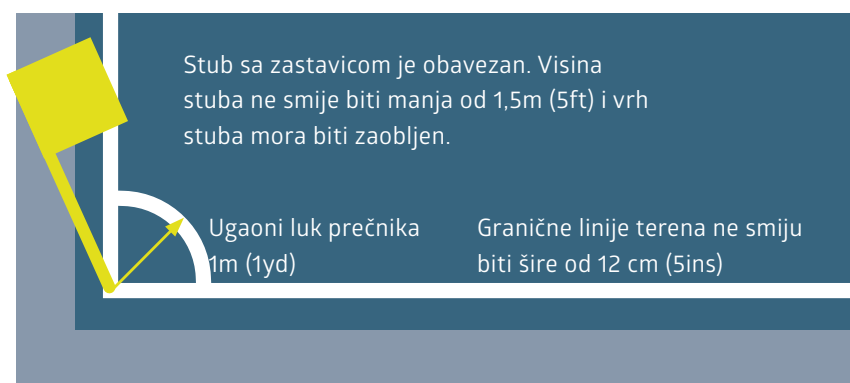 Stub sa zastavicom je obavezan. Visina
stuba ne smije biti manja od 1,5m (5ft) i vrh
stuba mora biti zaobljen.
Ugaoni luk prečnika
1m (1yd)
Granične linije terena ne smiju
biti šire od 12 cm (5ins)